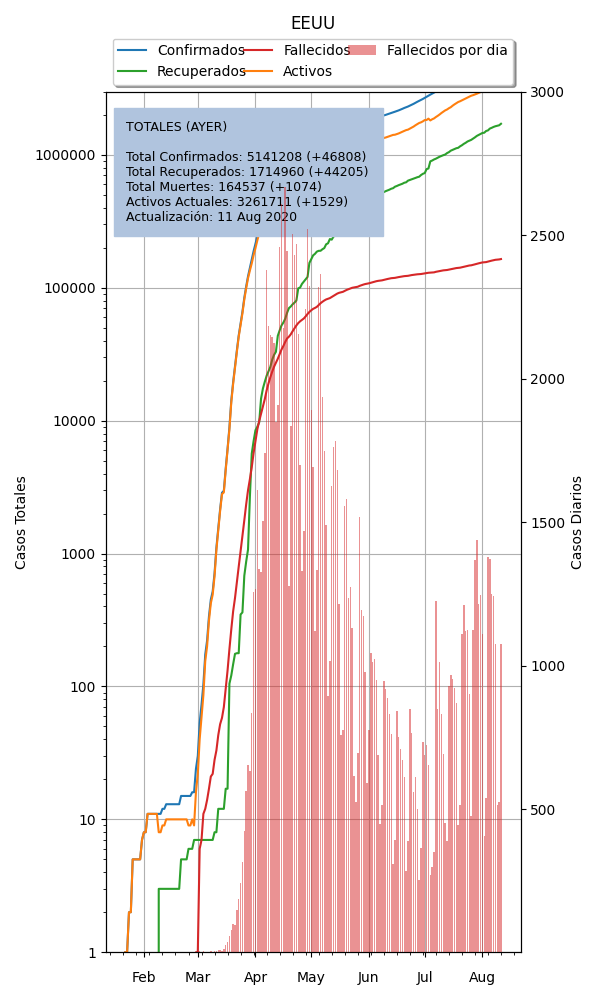 EEUU
Confirmados Fallecidos Fallecidos por dia
Recuperados Activos
TOTALES (AYER)
Total Confirmados: 5141208 (+46808)
Total Recuperados: 1714960 (+44205)
Total Muertes: 164537 (+1074)
Activos Actuales: 3261711 (+1529)
Actualización: 11 Aug 2020
Casos Totales
1000000
100000
10000
1000
100
10
1
3000
2500
2000
1500
1000
500
Casos Diarios
Feb Mar Apr May Jun Jul Aug